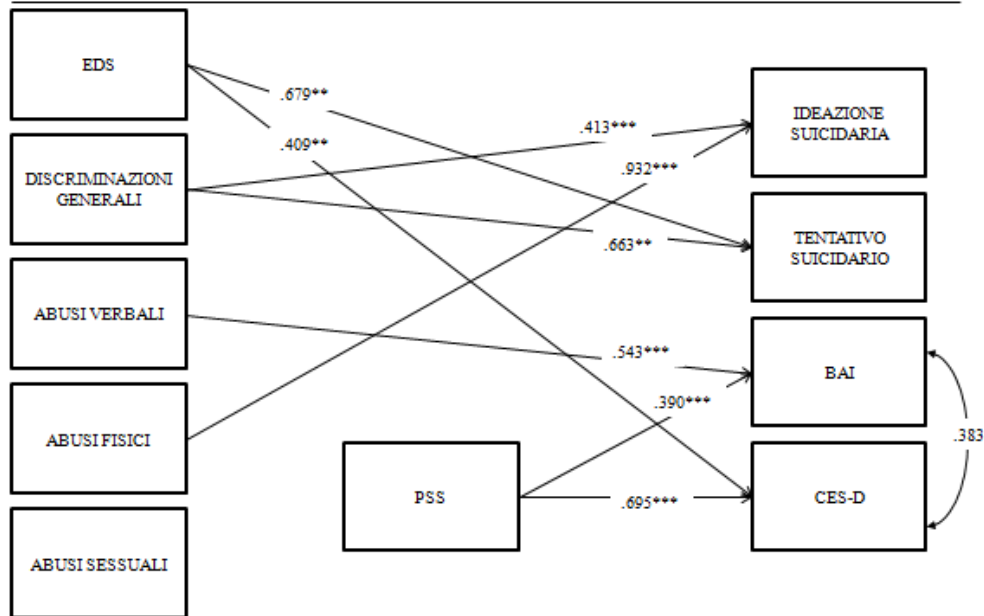 EDS
DISCRIMINAZIONI
GENERALI
ABUSI VERBALI
ABUSI FISICI
ABUSI SESSUALI
PSS
.679**
.409**
.413***
.932***
.663**
.543***
.390***
.695***
IDEAZIONE
SUICIDARIA
TENTATIVO
SUICIDARIO
BAI
CES-D
.383